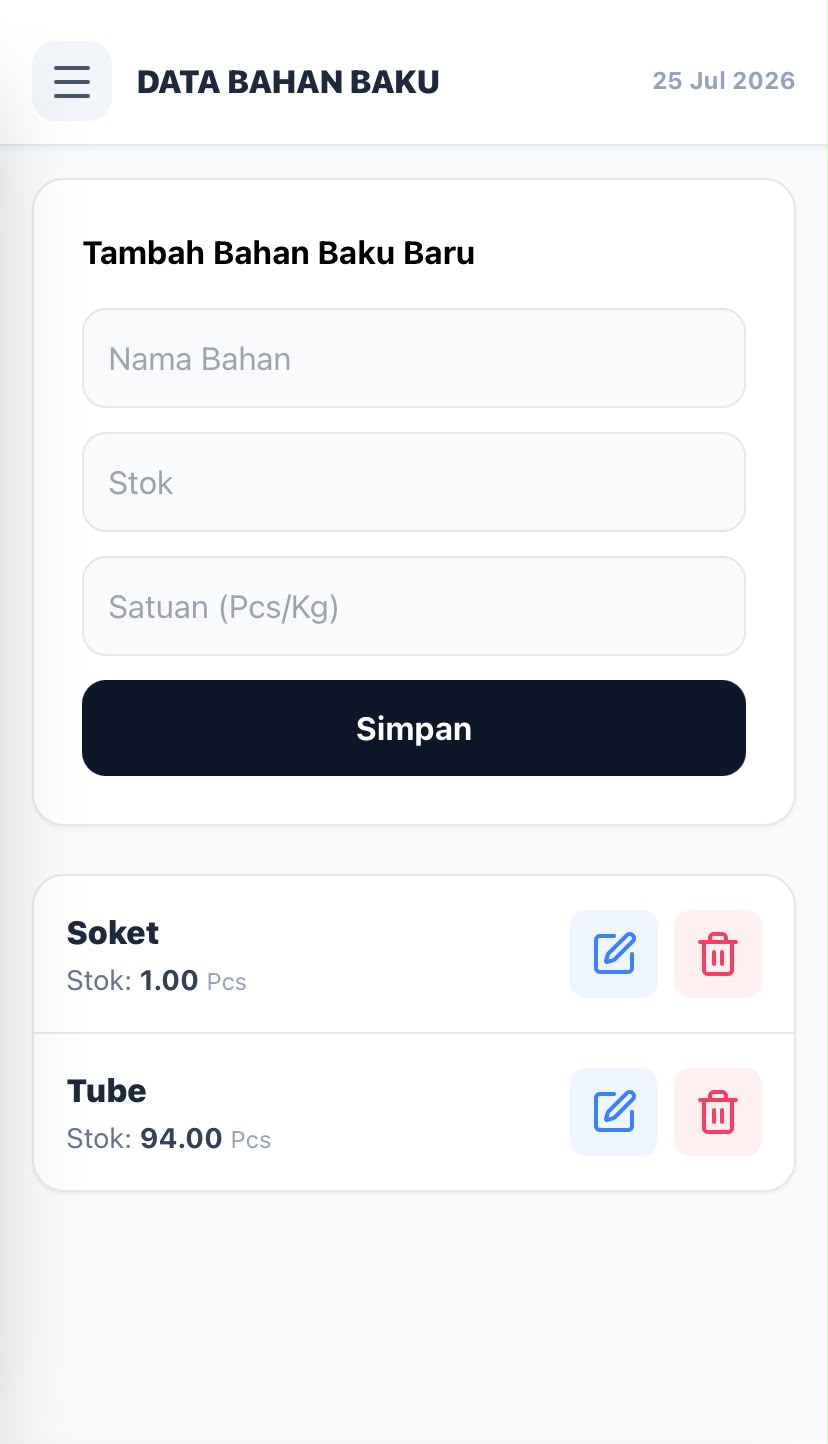 DATA BAHAN BAKU
25 Jul 2026
Tambah Bahan Baku Baru
Nama Bahan
Stok
Satuan (Pcs/Kg)
Simpan
Soket
Stok: 1.00 Pcs
Tube
Stok: 94.00 Pcs